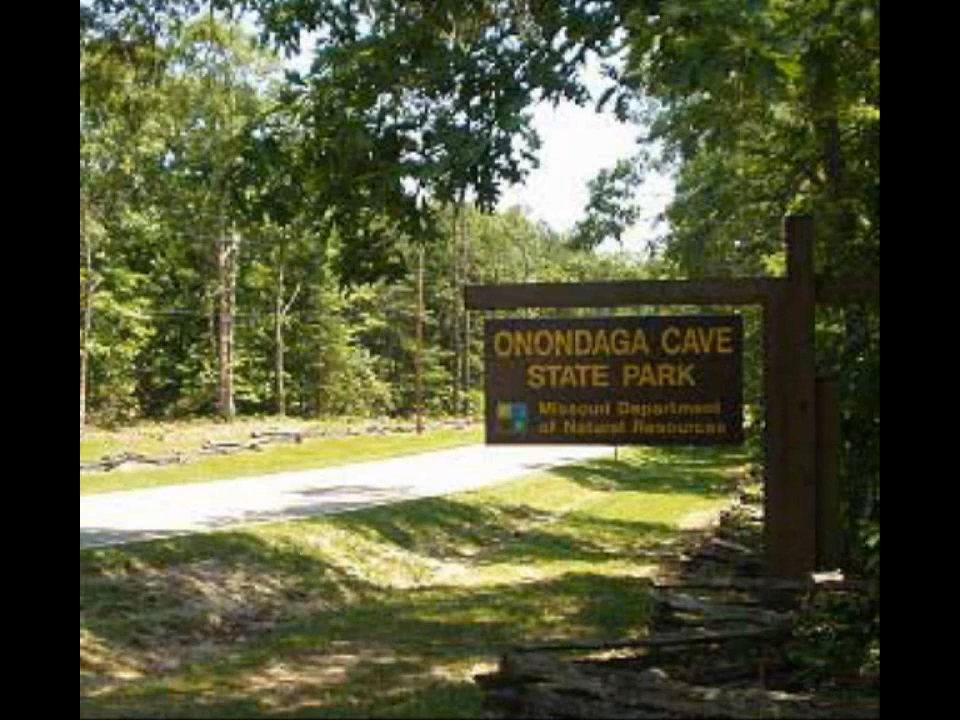 ONONDAGA CAVE
STATE PARK
Missouri Department
of Natural Resources